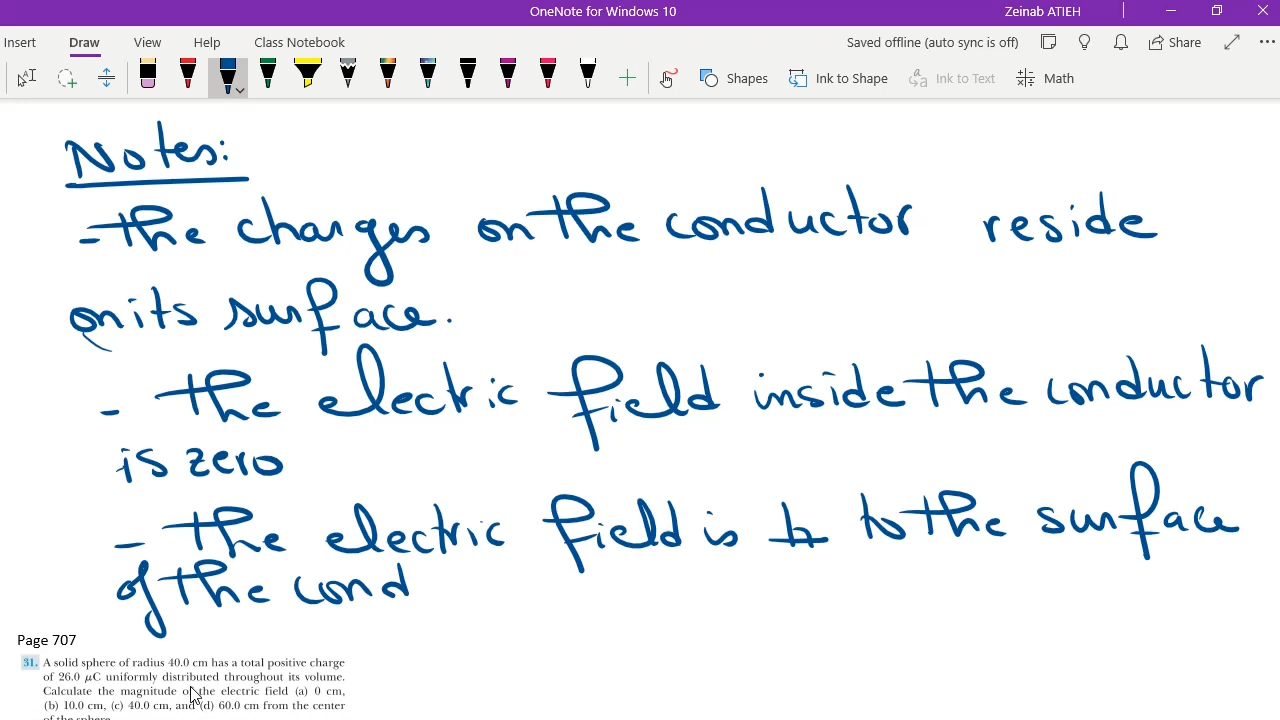 OneNote for Windows 10
Zeinab ATIEH
Insert Draw View Help Class Notebook
Saved offline (auto sync is off) Share
Shapes Ink to Shape Ink to Text Math
Notes:
- the charges on the conductor reside
on its surface.
- the electric field inside the conductor
is zero
- the electric field is ⊥ to the surface
of the cond
Page 707
31. A solid sphere of radius 40.0 cm has a total positive charge
of 26.0 μC uniformly distributed throughout its volume.
Calculate the magnitude of the electric field (a) 0 cm,
(b) 10.0 cm, (c) 40.0 cm, and (d) 60.0 cm from the center
of the sphere